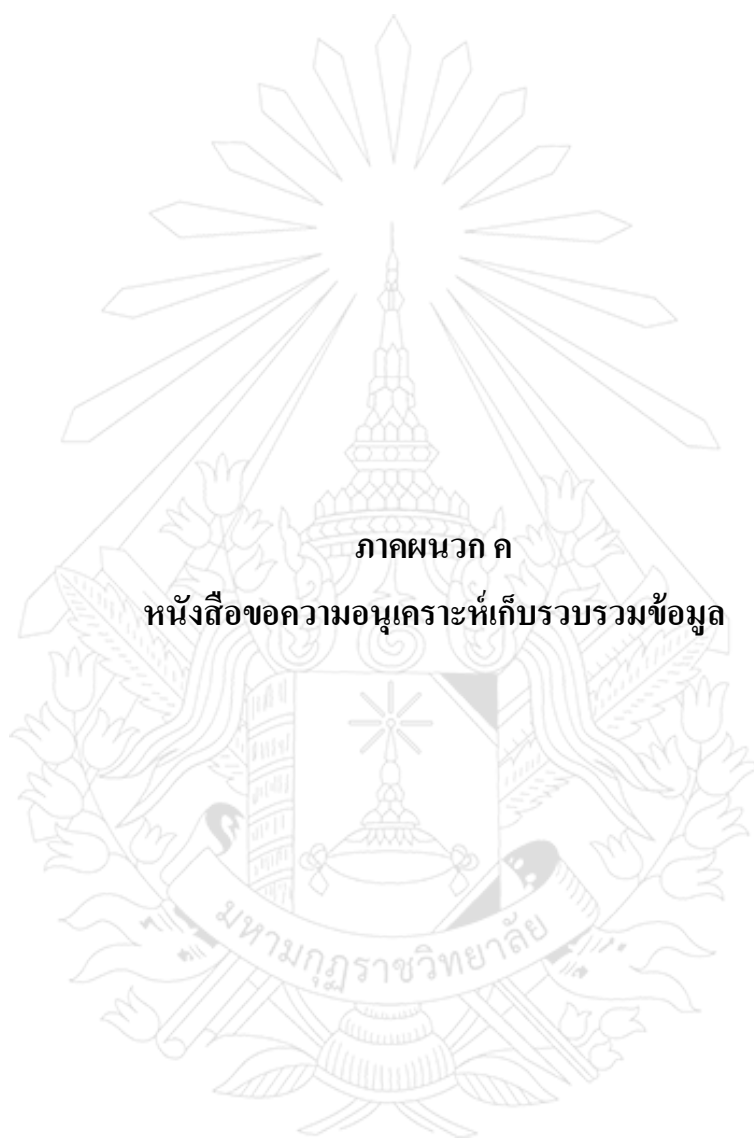 ภาคผนวก ค
หนังสือขอความอนุเคราะห์เก็บรวบรวมข้อมูล
มหามกุฏราชวิทยาลัย